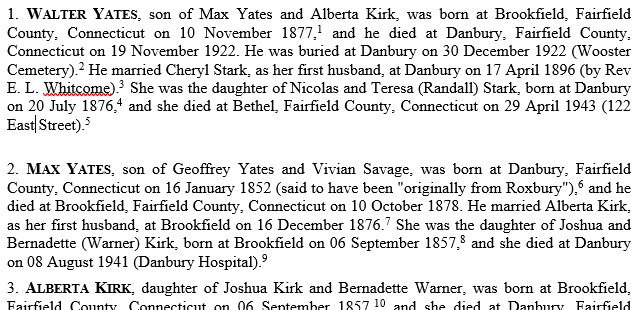 1. WALTER YATES, son of Max Yates and Alberta Kirk, was born at Brookfield, Fairfield
County, Connecticut on 10 November 1877,1 and he died at Danbury, Fairfield County,
Connecticut on 19 November 1922. He was buried at Danbury on 30 December 1922 (Wooster
Cemetery).2 He married Cheryl Stark, as her first husband, at Danbury on 17 April 1896 (by Rev
E. L. Whitcome).3 She was the daughter of Nicolas and Teresa (Randall) Stark, born at Danbury
on 20 July 1876,4 and she died at Bethel, Fairfield County, Connecticut on 29 April 1943 (122
East Street).5
2. MAX YATES, son of Geoffrey Yates and Vivian Savage, was born at Danbury, Fairfield
County, Connecticut on 16 January 1852 (said to have been "originally from Roxbury"),6 and he
died at Brookfield, Fairfield County, Connecticut on 10 October 1878. He married Alberta Kirk,
as her first husband, at Brookfield on 16 December 1876.7 She was the daughter of Joshua and
Bernadette (Warner) Kirk, born at Brookfield on 06 September 1857,8 and she died at Danbury
on 08 August 1941 (Danbury Hospital).9
3. ALBERTA KIRK, daughter of Joshua Kirk and Bernadette Warner, was born at Brookfield,
Fairfield County, Connecticut on 06 September 1857,10 and she died at Danbury, Fairfield